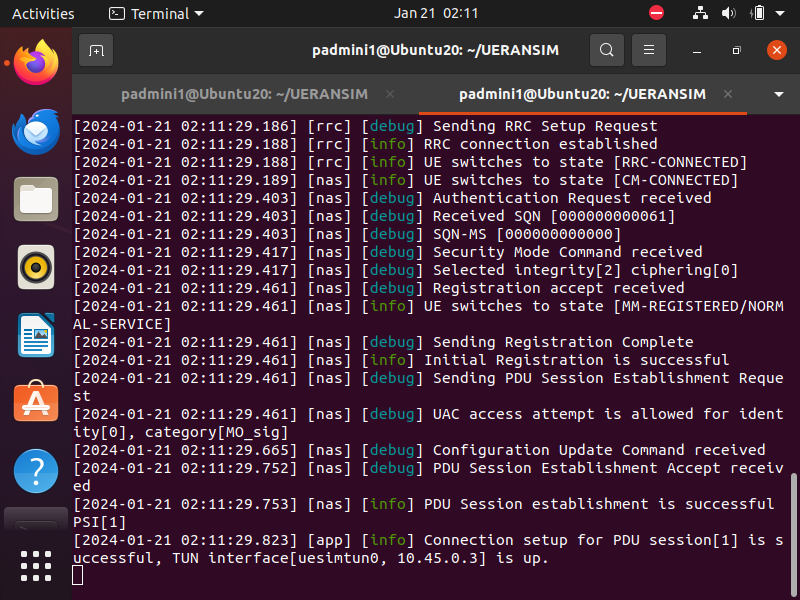 Activities Terminal Jan 21 02:11
padmini1@Ubuntu20: ~/UERANSIM
padmini1@Ubuntu20: ~/UERANSIM padmini1@Ubuntu20: ~/UERANSIM
[2024-01-21 02:11:29.186] [rrc] [debug] Sending RRC Setup Request
[2024-01-21 02:11:29.188] [rrc] [info] RRC connection established
[2024-01-21 02:11:29.188] [rrc] [info] UE switches to state [RRC-CONNECTED]
[2024-01-21 02:11:29.189] [nas] [info] UE switches to state [CM-CONNECTED]
[2024-01-21 02:11:29.403] [nas] [debug] Authentication Request received
[2024-01-21 02:11:29.403] [nas] [debug] Received SQN [000000000061]
[2024-01-21 02:11:29.403] [nas] [debug] SQN-MS [000000000000]
[2024-01-21 02:11:29.417] [nas] [debug] Security Mode Command received
[2024-01-21 02:11:29.417] [nas] [debug] Selected integrity[2] ciphering[0]
[2024-01-21 02:11:29.461] [nas] [debug] Registration accept received
[2024-01-21 02:11:29.461] [nas] [info] UE switches to state [MM-REGISTERED/NORM
AL-SERVICE]
[2024-01-21 02:11:29.461] [nas] [debug] Sending Registration Complete
[2024-01-21 02:11:29.461] [nas] [info] Initial Registration is successful
[2024-01-21 02:11:29.461] [nas] [debug] Sending PDU Session Establishment Reque
st
[2024-01-21 02:11:29.461] [nas] [debug] UAC access attempt is allowed for ident
ity[0], category[MO_sig]
[2024-01-21 02:11:29.665] [nas] [debug] Configuration Update Command received
[2024-01-21 02:11:29.752] [nas] [debug] PDU Session Establishment Accept receiv
ed
[2024-01-21 02:11:29.753] [nas] [info] PDU Session establishment is successful
PSI[1]
[2024-01-21 02:11:29.823] [app] [info] Connection setup for PDU session[1] is s
uccessful, TUN interface[uesimtun0, 10.45.0.3] is up.